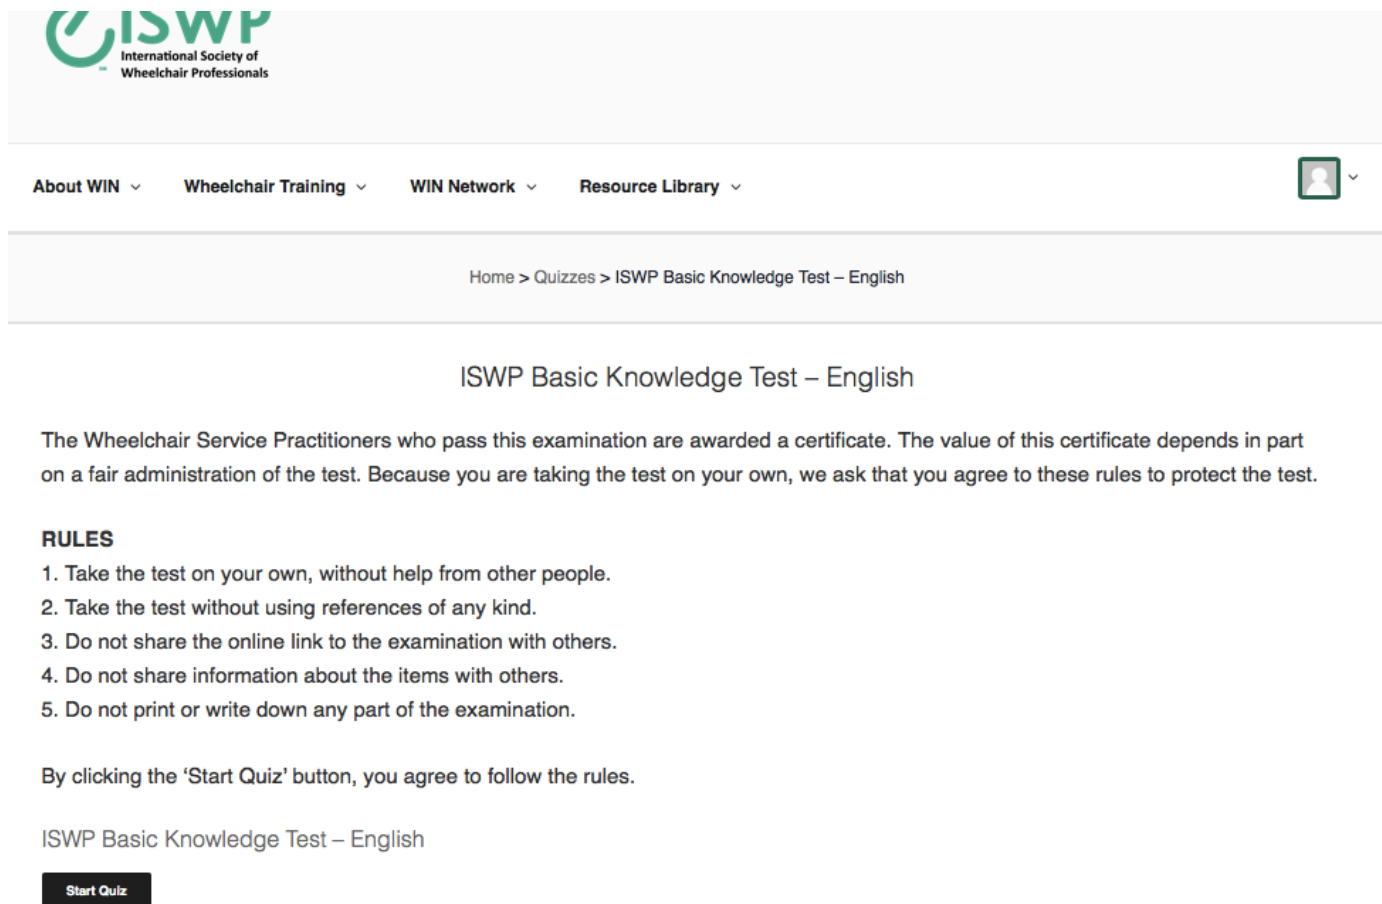 ISWP
International Society of
Wheelchair Professionals
About WIN
Wheelchair Training
WIN Network
Resource Library
Home > Quizzes > ISWP Basic Knowledge Test – English
ISWP Basic Knowledge Test – English
The Wheelchair Service Practitioners who pass this examination are awarded a certificate. The value of this certificate depends in part
on a fair administration of the test. Because you are taking the test on your own, we ask that you agree to these rules to protect the test.
RULES
1. Take the test on your own, without help from other people.
2. Take the test without using references of any kind.
3. Do not share the online link to the examination with others.
4. Do not share information about the items with others.
5. Do not print or write down any part of the examination.
By clicking the ‘Start Quiz’ button, you agree to follow the rules.
ISWP Basic Knowledge Test – English
Start Quiz